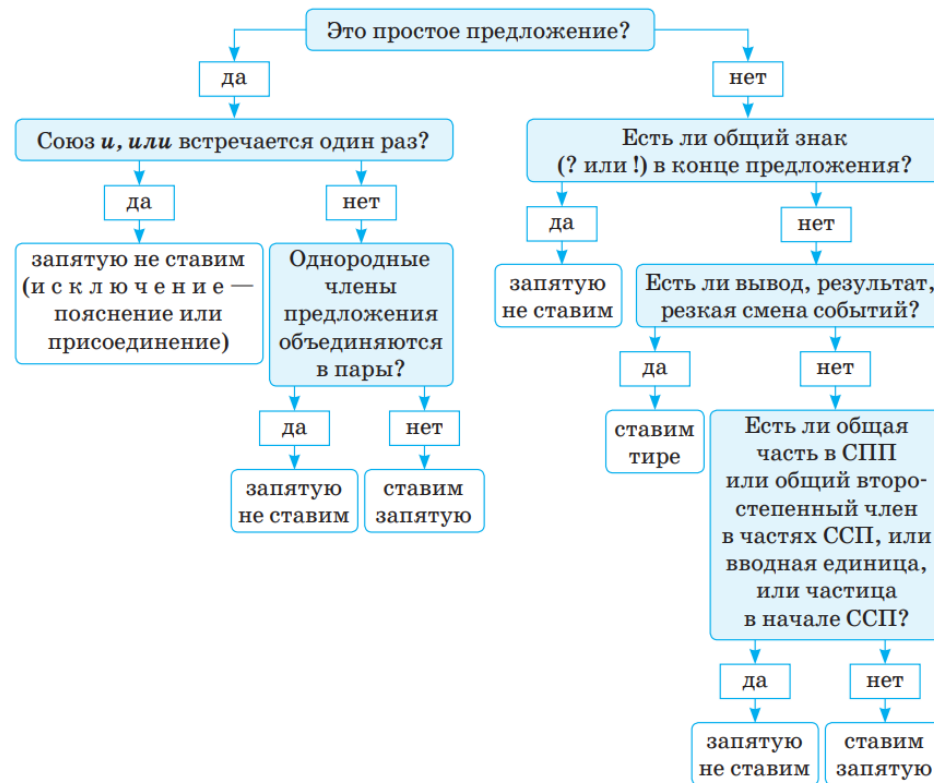 Это простое предложение?
да
нет
Союз и, или встречается один раз?
Есть ли общий знак
(? или !) в конце предложения?
да
нет
да
нет
запятую не ставим
(и с к л ю ч е н и е —
пояснение или
присоединение)
Однородные
члены
предложения
объединяются
в пары?
запятую
не ставим
Есть ли вывод, результат,
резкая смена событий?
да
нет
да
нет
запятую
не ставим
ставим
запятую
ставим
тире
Есть ли общая
часть в СПП
или общий второ-
степенный член
в частях ССП, или
вводная единица,
или частица
в начале ССП?
да
нет
запятую
не ставим
ставим
запятую